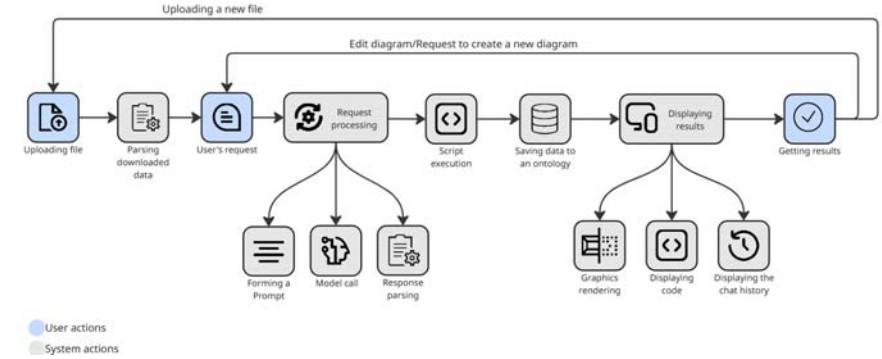 Uploading a new file
Edit diagram/Request to create a new diagram
Request
processing
Displaying
results
Uploading file
Parsing
downloaded
data
User's request
Script
execution
Saving data to
an ontology
Getting results
Forming a
Prompt
Model call
Response
parsing
Graphics
rendering
Displaying
code
Displaying the
chat history
User actions
System actions